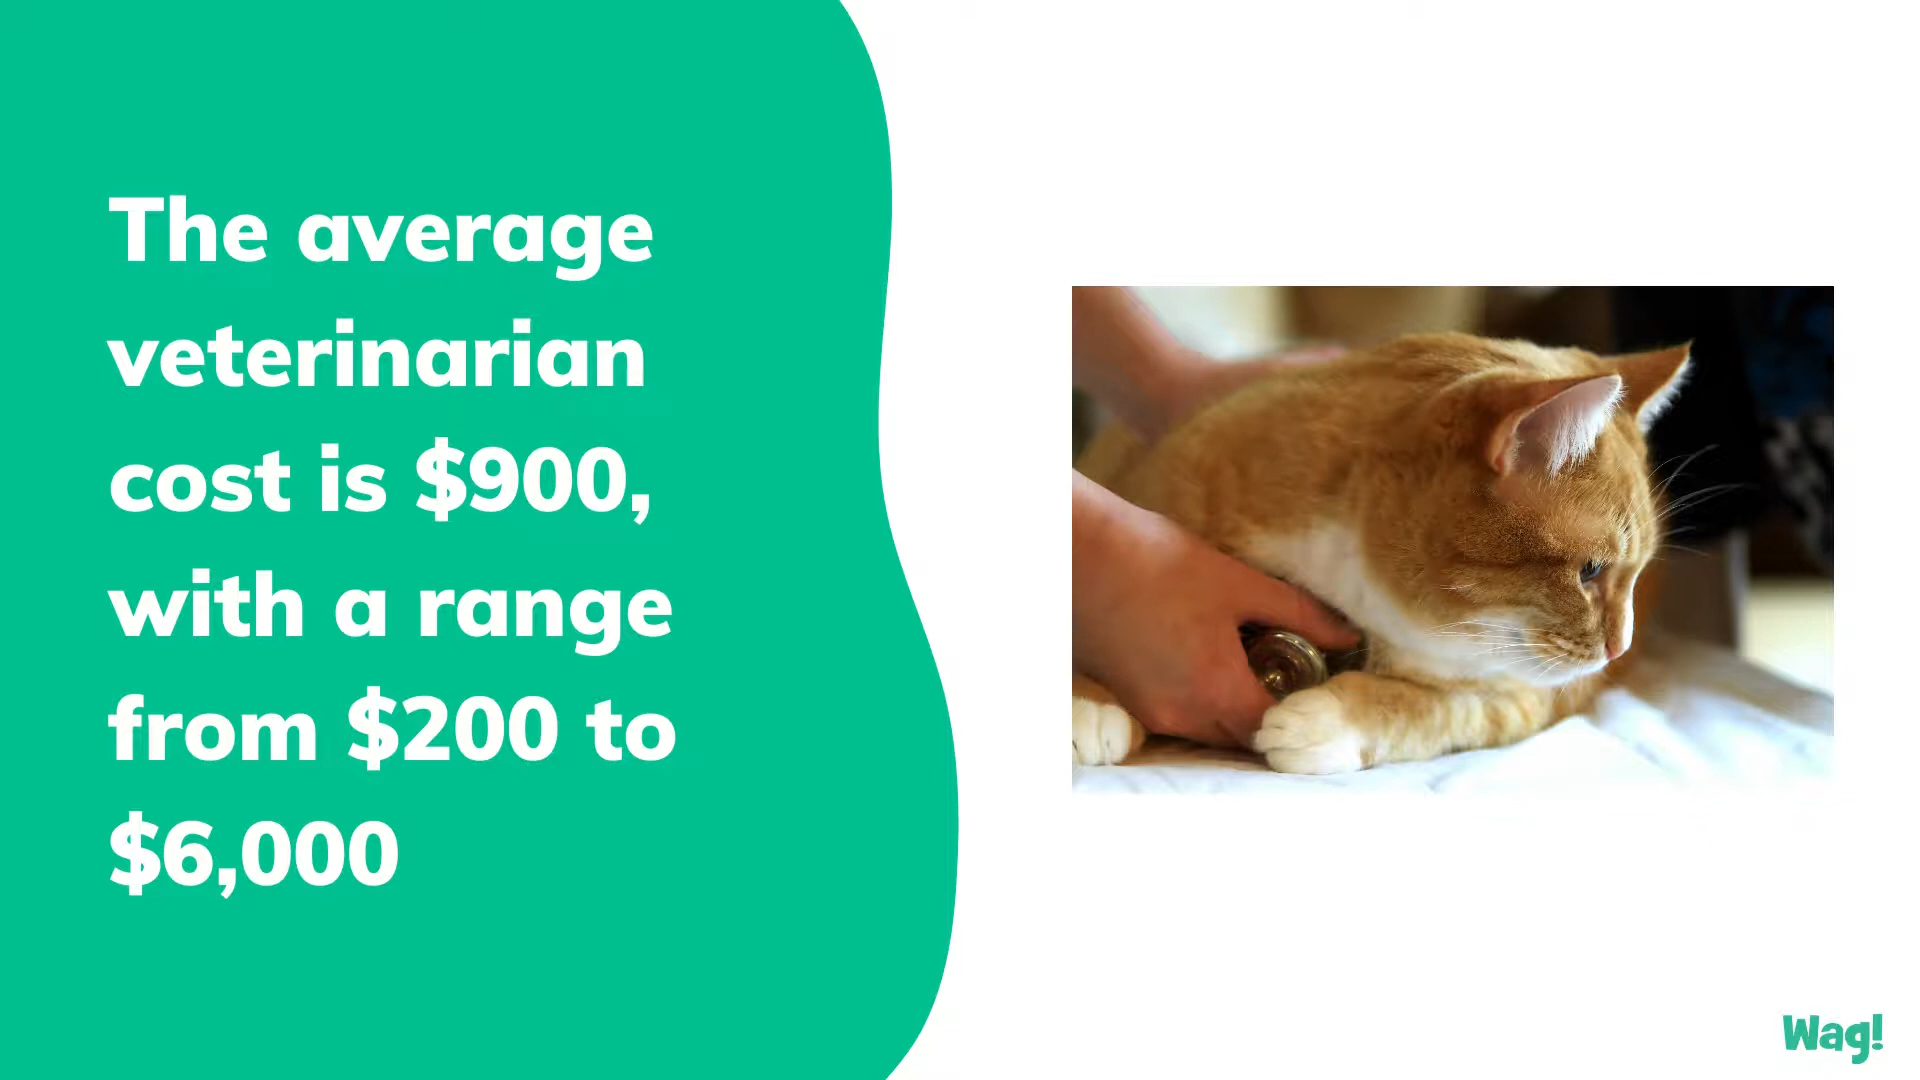 The average
veterinarian
cost is $900,
with a range
from $200 to
$6,000
Wag!